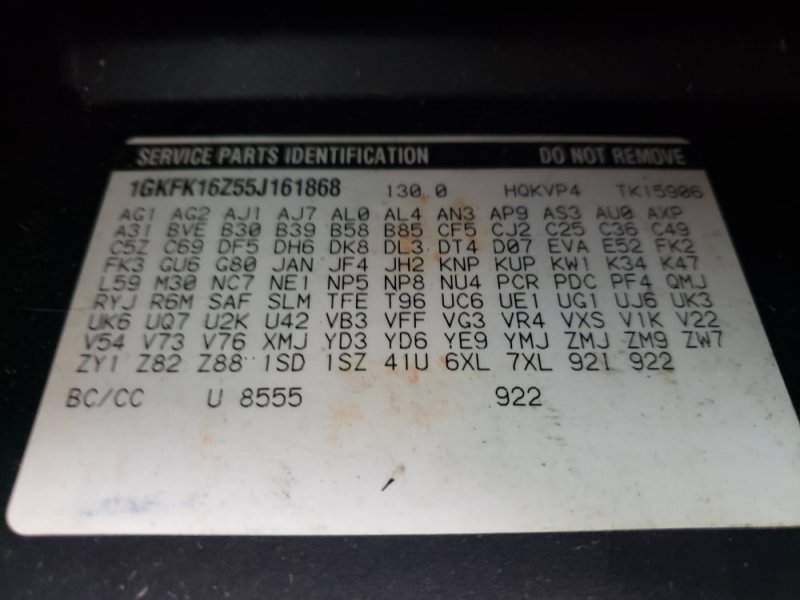 SERVICE PARTS IDENTIFICATION DO NOT REMOVE
1GKFK16Z55J161868 130.0 HQKVP4 TK15906
AG1 AG2 AJ1 AJ7 AL0 AL4 AN3 AP9 AS3 AU0 AXP
A31 BVE B30 B39 B58 B85 CF5 CJ2 C25 C36 C49
C5Z C69 DF5 DH6 DK8 DL3 DT4 D07 EVA E52 FK2
FK3 GU6 G80 JAN JF4 JH2 KNP KUP KW1 K34 K47
L59 M30 NC7 NE1 NP5 NP8 NU4 PCR PDC PF4 QMJ
RYJ R6M SAF SLM TFE T96 UC6 UE1 UG1 UJ6 UK3
UK6 UQ7 U2K U42 VB3 VFF VG3 VR4 VXS V1K V22
V54 V73 V76 XMJ YD3 YD6 YE9 YMJ ZMJ ZM9 ZW7
ZY1 Z82 Z88 1SD 1SZ 41U 6XL 7XL 92I 922
BC/CC U 8555 922